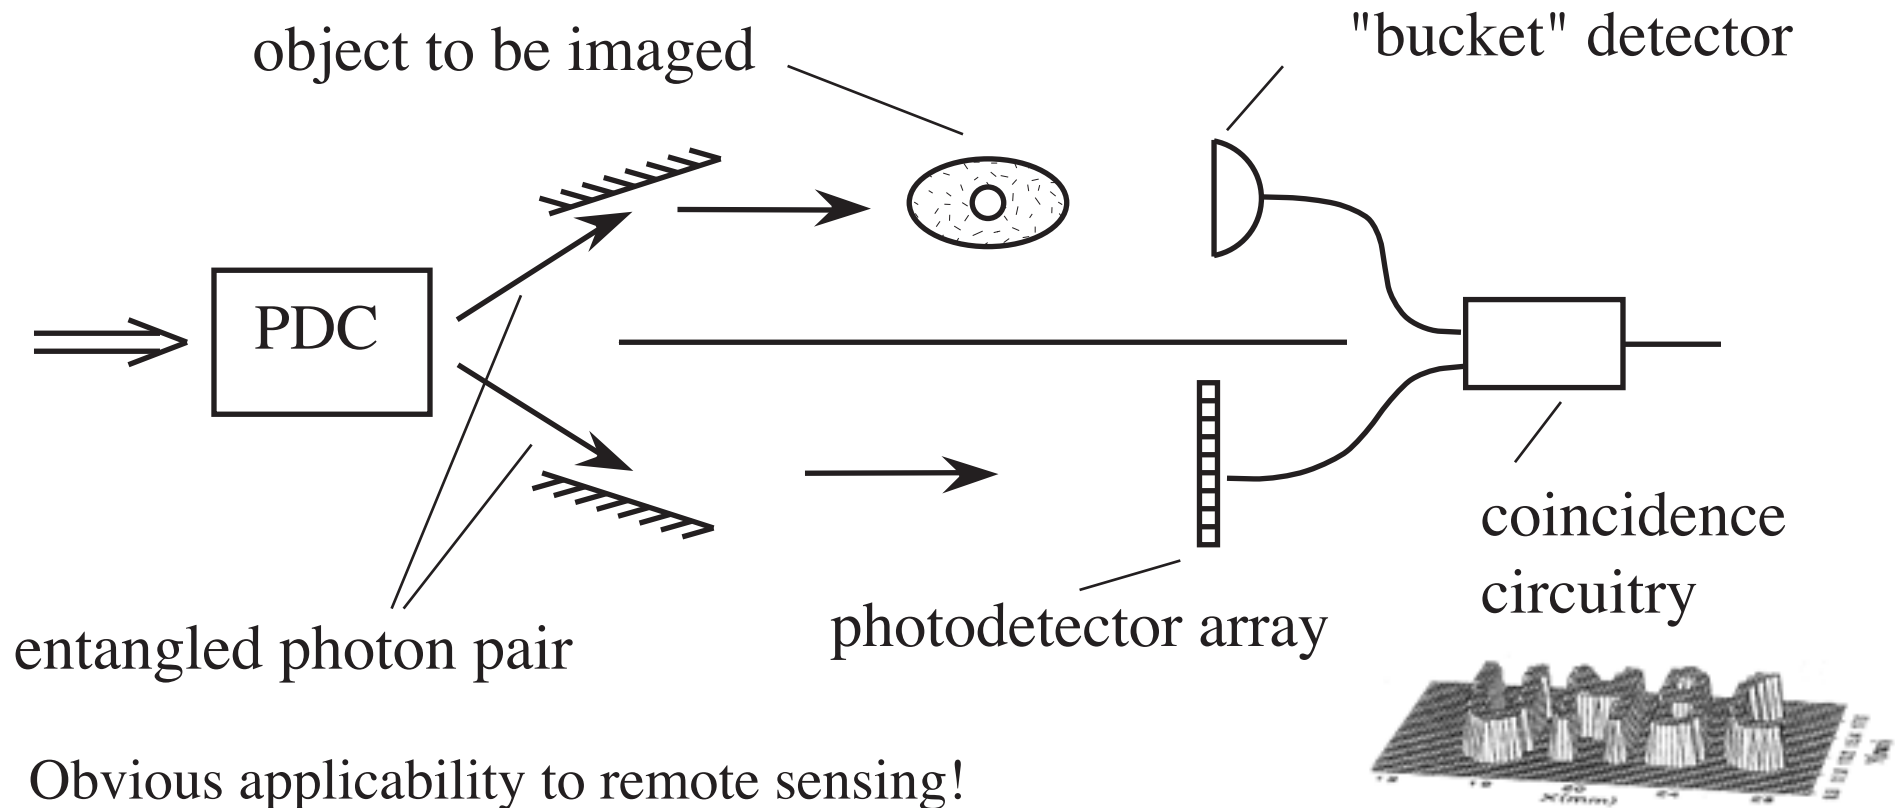 object to be imaged
"bucket" detector
PDC
entangled photon pair
photodetector array
coincidence
circuitry
Obvious applicability to remote sensing!
X(mm)